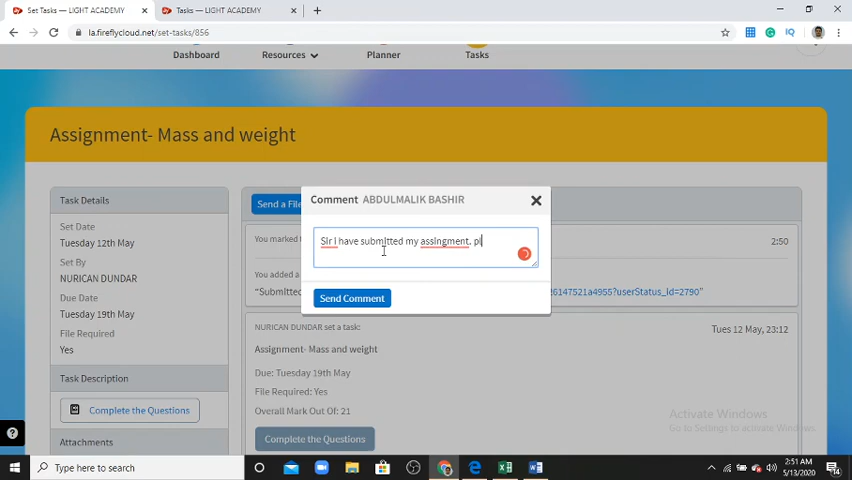 Set Tasks — LIGHT ACADEMY
Tasks — LIGHT ACADEMY
la.fireflycloud.net/set-tasks/856
Dashboard
Resources
Planner
Tasks
Assignment- Mass and weight
Task Details
Set Date
Tuesday 12th May
Set By
NURICAN DUNDAR
Due Date
Tuesday 19th May
File Required
Yes
Task Description
Complete the Questions
Attachments
Send a File
You marked
2:50
You added a
"Submitted
26147521a4955?userStatus_id=2790"
Comment ABDULMALIK BASHIR
Sir I have submitted my assingment. pl
Send Comment
NURICAN DUNDAR set a task:
Tues 12 May, 23:12
Assignment- Mass and weight
Due: Tuesday 19th May
File Required: Yes
Overall Mark Out Of: 21
Complete the Questions
Activate Windows
Go to Settings to activate Windows.
Type here to search
2:51 AM
5/13/2020
14